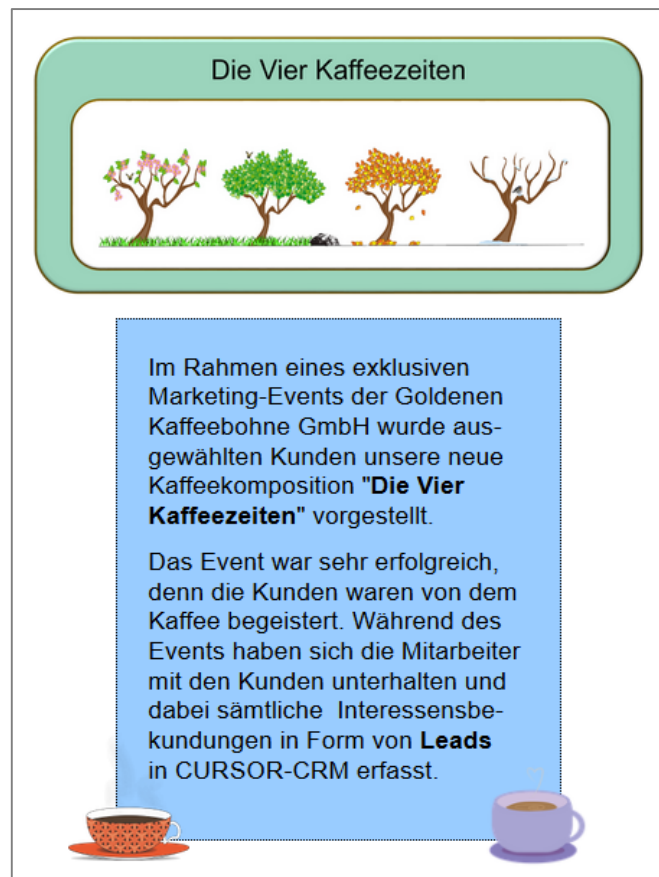 Die Vier Kaffeezeiten
Im Rahmen eines exklusiven
Marketing-Events der Goldenen
Kaffeebohne GmbH wurde aus-
gewählten Kunden unsere neue
Kaffeekomposition "Die Vier
Kaffeezeiten" vorgestellt.
Das Event war sehr erfolgreich,
denn die Kunden waren von dem
Kaffee begeistert. Während des
Events haben sich die Mitarbeiter
mit den Kunden unterhalten und
dabei sämtliche  Interessensbe-
kundungen in Form von Leads
in CURSOR-CRM erfasst.